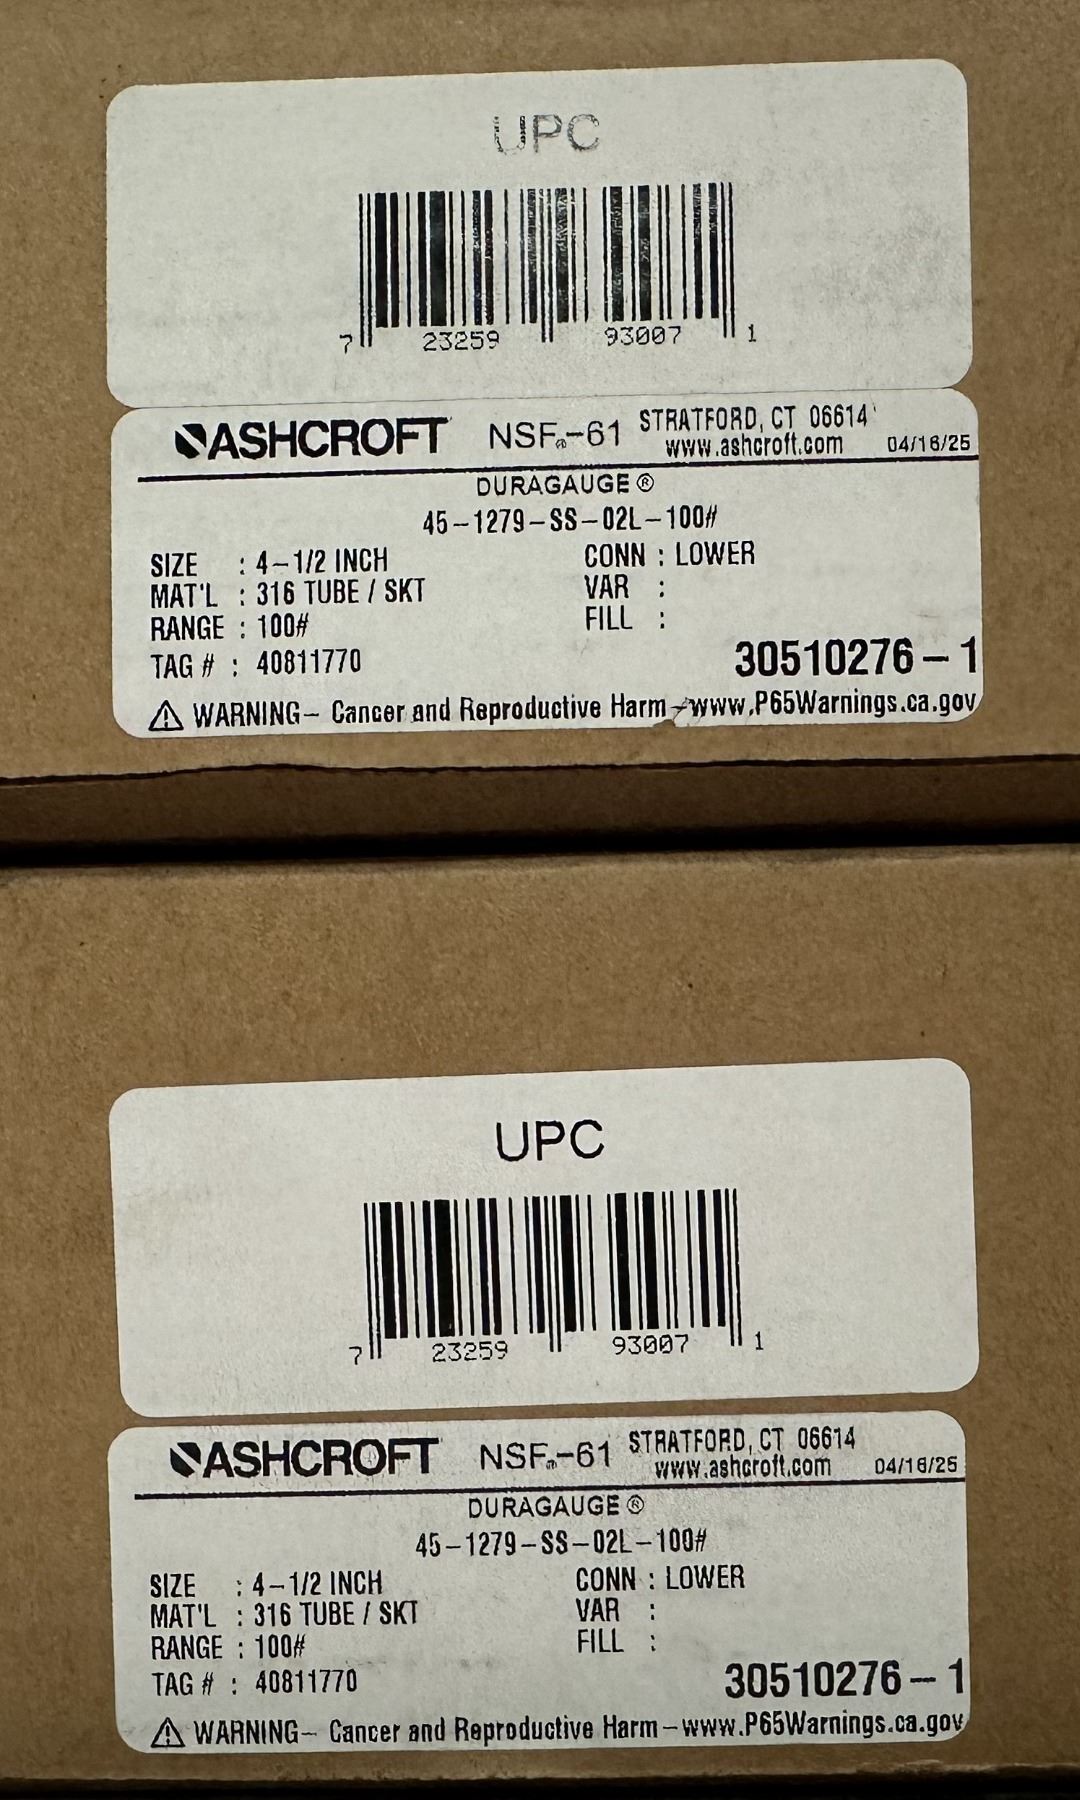 UPC
7 23259 93007 1
ASHCROFT NSF®-61 STRATFORD, CT 06614
www.ashcroft.com 04/16/25
DURAGAUGE ®
45-1279-SS-02L-100#
SIZE : 4-1/2 INCH CONN : LOWER
MAT'L : 316 TUBE / SKT VAR :
RANGE : 100# FILL :
TAG # : 40811770 30510276-1
⚠ WARNING- Cancer and Reproductive Harm-www.P65Warnings.ca.gov
UPC
7 23259 93007 1
ASHCROFT NSF®-61 STRATFORD, CT 06614
www.ashcroft.com 04/16/25
DURAGAUGE ®
45-1279-SS-02L-100#
SIZE : 4-1/2 INCH CONN : LOWER
MAT'L : 316 TUBE / SKT VAR :
RANGE : 100# FILL :
TAG # : 40811770 30510276-1
⚠ WARNING- Cancer and Reproductive Harm-www.P65Warnings.ca.gov